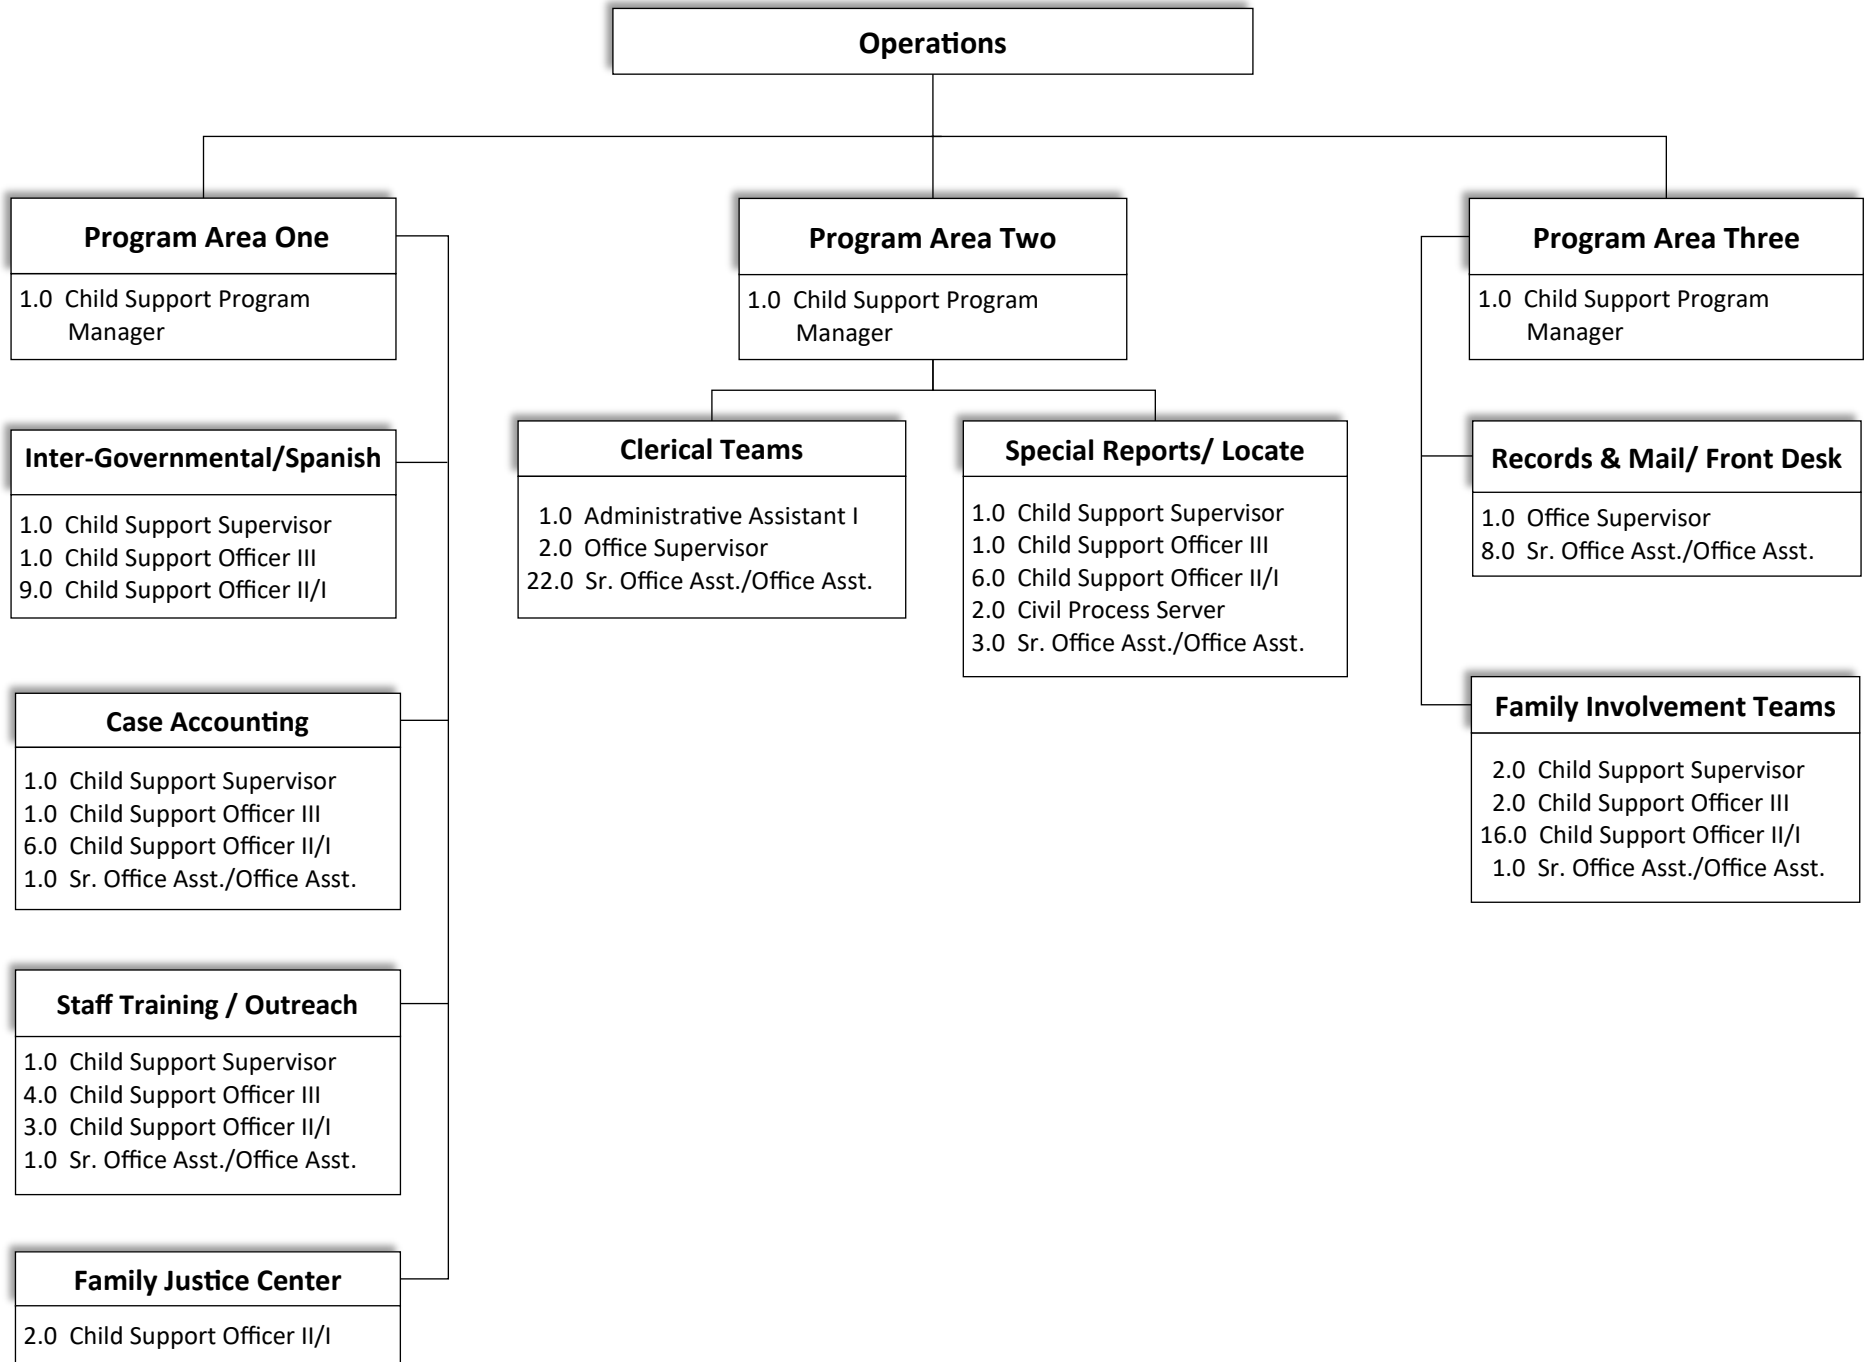 Operations
Program Area One
1.0 Child Support Program
Manager
Inter-Governmental/Spanish
1.0 Child Support Supervisor
1.0 Child Support Officer III
9.0 Child Support Officer II/I
Case Accounting
1.0 Child Support Supervisor
1.0 Child Support Officer III
6.0 Child Support Officer II/I
1.0 Sr. Office Asst./Office Asst.
Staff Training / Outreach
1.0 Child Support Supervisor
4.0 Child Support Officer III
3.0 Child Support Officer II/I
1.0 Sr. Office Asst./Office Asst.
Family Justice Center
2.0 Child Support Officer II/I
Program Area Two
1.0 Child Support Program
Manager
Clerical Teams
1.0 Administrative Assistant I
2.0 Office Supervisor
22.0 Sr. Office Asst./Office Asst.
Special Reports/ Locate
1.0 Child Support Supervisor
1.0 Child Support Officer III
6.0 Child Support Officer II/I
2.0 Civil Process Server
3.0 Sr. Office Asst./Office Asst.
Program Area Three
1.0 Child Support Program
Manager
Records & Mail/ Front Desk
1.0 Office Supervisor
8.0 Sr. Office Asst./Office Asst.
Family Involvement Teams
2.0 Child Support Supervisor
2.0 Child Support Officer III
16.0 Child Support Officer II/I
1.0 Sr. Office Asst./Office Asst.